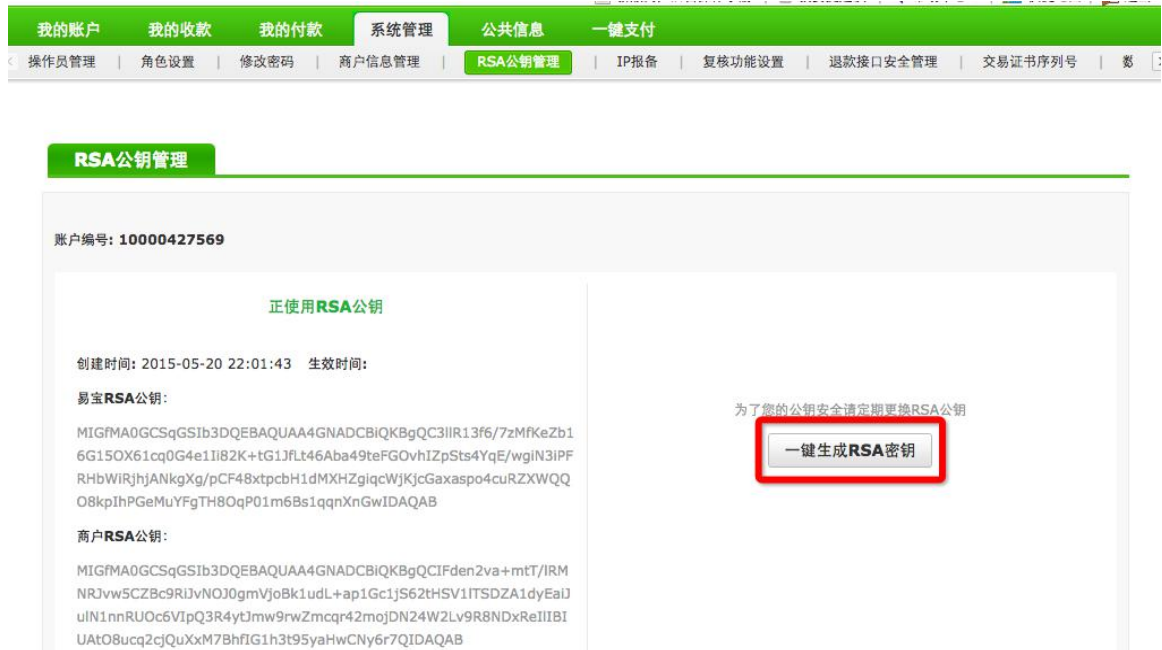 我的账户 我的收款 我的付款 系统管理 公共信息 一键支付
操作员管理 | 角色设置 | 修改密码 | 商户信息管理 | RSA公钥管理 | IP报备 | 复核功能设置 | 退款接口安全管理 | 交易证书序列号 |
RSA公钥管理
账户编号: 10000427569
正使用RSA公钥
创建时间: 2015-05-20 22:01:43 生效时间:
易宝RSA公钥:
MIGfMA0GCSqGSIb3DQEBAQUAA4GNADCBiQKBgQC3llR13f6/7zMfKeZb1
6G15OX61cq0G4e1Ii82K+tG1JfLt46Aba49teFGOvhIZpSts4YqE/wgiN3iPF
RHbWiRjhjANkgXg/pCF48xtpcbH1dMXHZgiqcWjKjcGaxaspo4cuRZXWQQ
O8kpIhPGeMuYFgTH8OqP01m6Bs1qqnXnGwIDAQAB
商户RSA公钥:
MIGfMA0GCSqGSIb3DQEBAQUAA4GNADCBiQKBgQCIFden2va+mtT/lRM
NRJvw5CZBc9RiJvNOJ0gmVjoBk1udL+ap1Gc1jS62tHSV1lTSDZA1dyEaiJ
ulN1nnRUOc6VIpQ3R4ytJmw9rwZmcqr42mojDN24W2Lv9R8NDxReIlIBI
UAtO8ucq2cjQuXxM7BhfIG1h3t95yaHwCNy6r7QIDAQAB
为了您的公钥安全请定期更换RSA公钥
一键生成RSA密钥